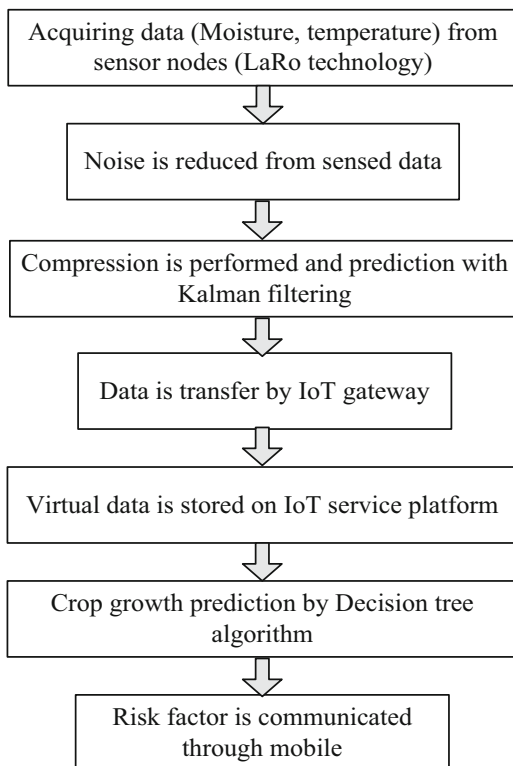 Acquiring data (Moisture, temperature) from
sensor nodes (LaRo technology)
Noise is reduced from sensed data
Compression is performed and prediction with
Kalman filtering
Data is transfer by IoT gateway
Virtual data is stored on IoT service platform
Crop growth prediction by Decision tree
algorithm
Risk factor is communicated
through mobile